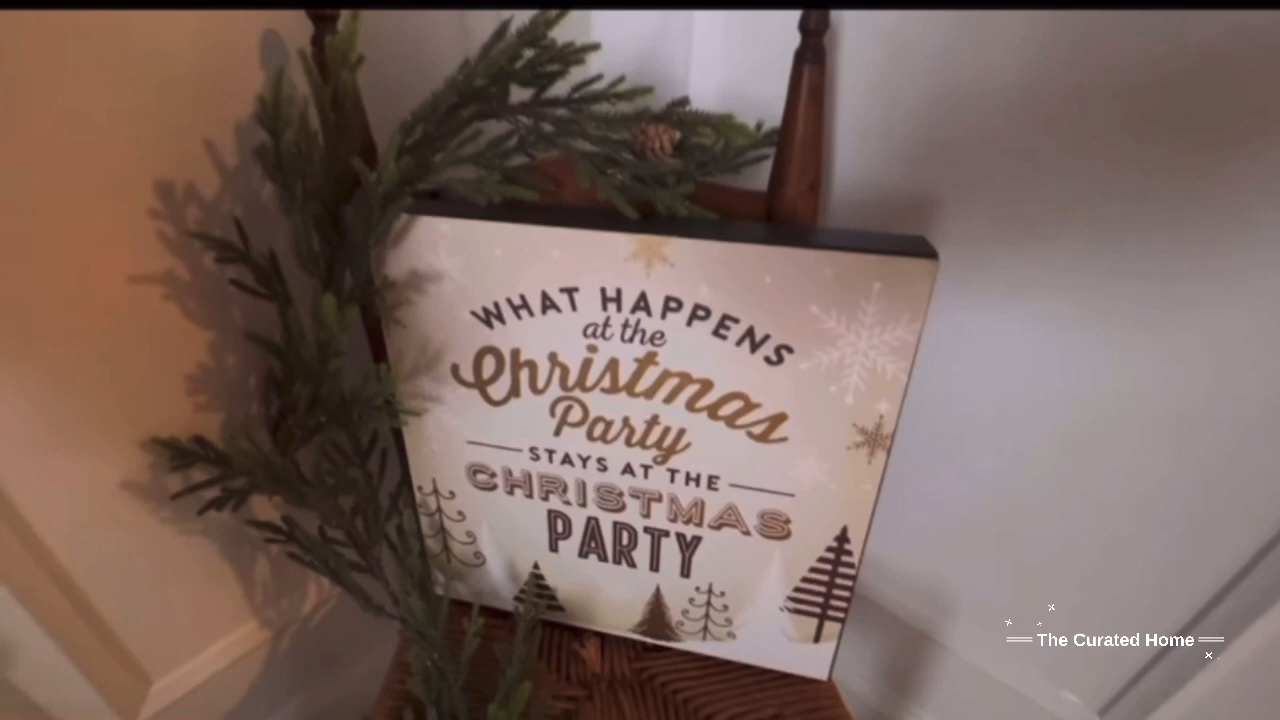 WHAT HAPPENS
at the
Christmas
Party
STAYS AT THE
CHRISTMAS
PARTY
The Curated Home